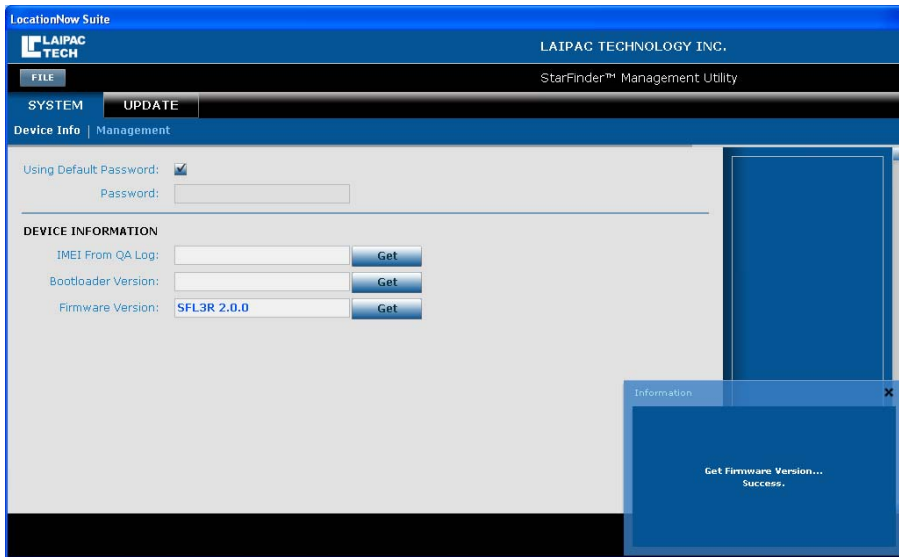 LocationNow Suite
LAIPAC TECH
LAIPAC TECHNOLOGY INC.
FILE
StarFinder™ Management Utility
SYSTEM UPDATE
Device Info | Management
Using Default Password:
Password:
DEVICE INFORMATION
IMEI From QA Log: Get
Bootloader Version: Get
Firmware Version: SFL3R 2.0.0 Get
Information
Get Firmware Version...
Success.